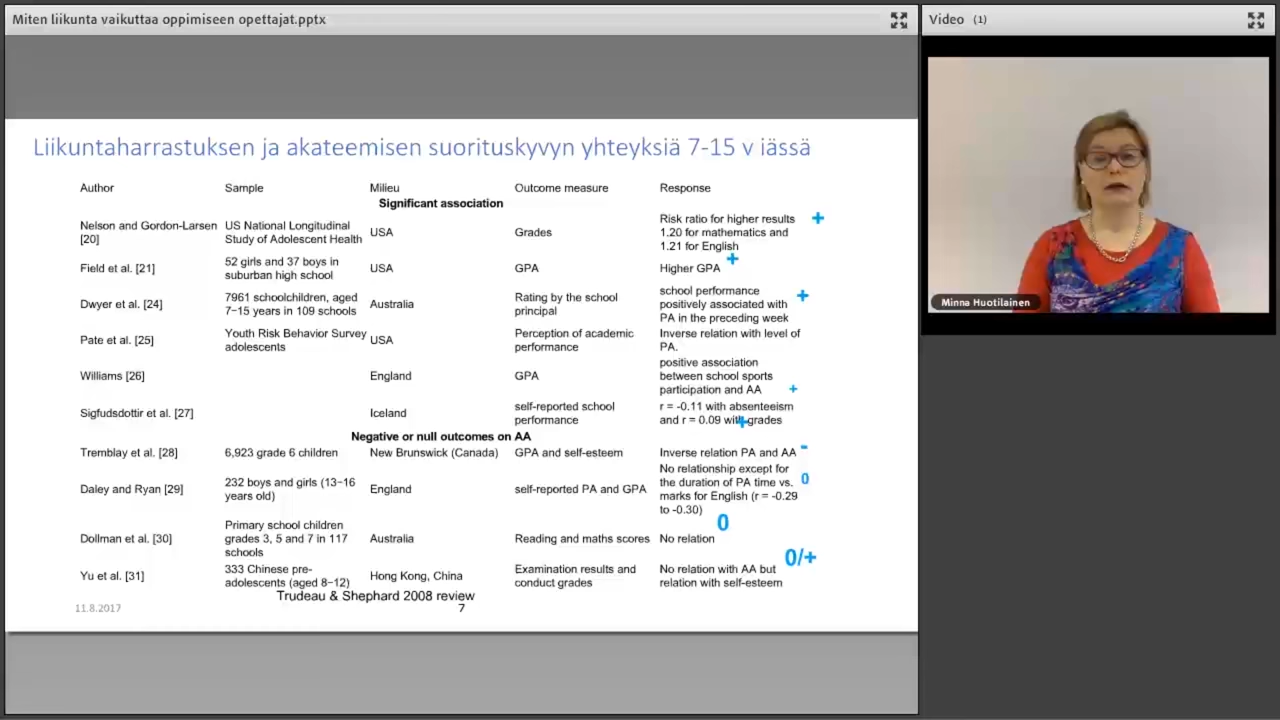 Miten liikunta vaikuttaa oppimiseen opettajat.pptx
Video (1)
Minna Huotilainen
Liikuntaharrastuksen ja akateemisen suorituskyvyn yhteyksiä 7-15 v iässä
Author Sample Milieu Outcome measure Response
Significant association
Nelson and Gordon-Larsen
[20]
US National Longitudinal
Study of Adolescent Health
USA
Grades
Risk ratio for higher results
1.20 for mathematics and
1.21 for English
+
Field et al. [21]
52 girls and 37 boys in
suburban high school
USA
GPA
Higher GPA
+
Dwyer et al. [24]
7961 schoolchildren, aged
7−15 years in 109 schools
Australia
Rating by the school
principal
school performance
positively associated with
PA in the preceding week
+
Pate et al. [25]
Youth Risk Behavior Survey
adolescents
USA
Perception of academic
performance
Inverse relation with level of
PA.
Williams [26]
England
GPA
positive association
between school sports
participation and AA
+
Sigfudsdottir et al. [27]
Iceland
self-reported school
performance
r = -0.11 with absenteeism
and r = 0.09 with grades
+
Negative or null outcomes on AA
Tremblay et al. [28]
6,923 grade 6 children
New Brunswick (Canada)
GPA and self-esteem
Inverse relation PA and AA
-
Daley and Ryan [29]
232 boys and girls (13−16
years old)
England
self-reported PA and GPA
No relationship except for
the duration of PA time vs.
marks for English (r = -0.29
to -0.30)
0
Dollman et al. [30]
Primary school children
grades 3, 5 and 7 in 117
schools
Australia
Reading and maths scores
No relation
0
Yu et al. [31]
333 Chinese pre-
adolescents (aged 8−12)
Hong Kong, China
Examination results and
conduct grades
No relation with AA but
relation with self-esteem
0/+
Trudeau & Shephard 2008 review
11.8.2017
7